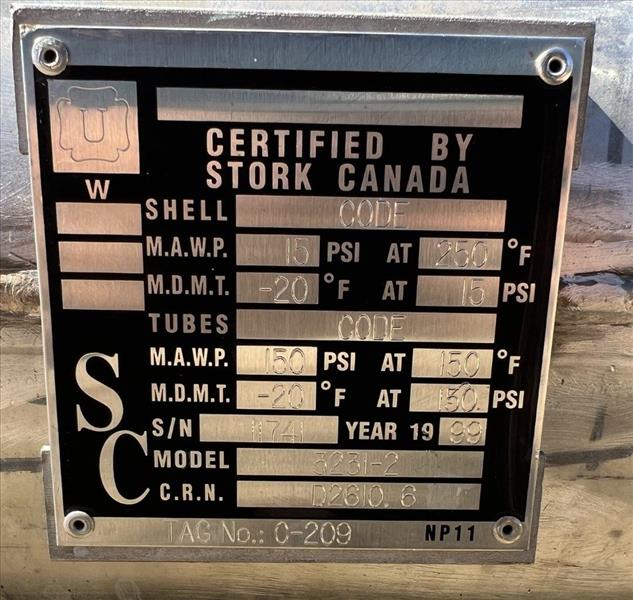 U
CERTIFIED BY
STORK CANADA
W
SHELL CODE
M.A.W.P. 15 PSI AT 250 °F
M.D.M.T. -20 °F AT 15 PSI
TUBES CODE
M.A.W.P. 150 PSI AT 150 °F
M.D.M.T. -20 °F AT 150. PSI
SC
S/N 11741 YEAR 19 99
MODEL 3231-2
C.R.N. D2610.6
TAG No.: C-209 NP11